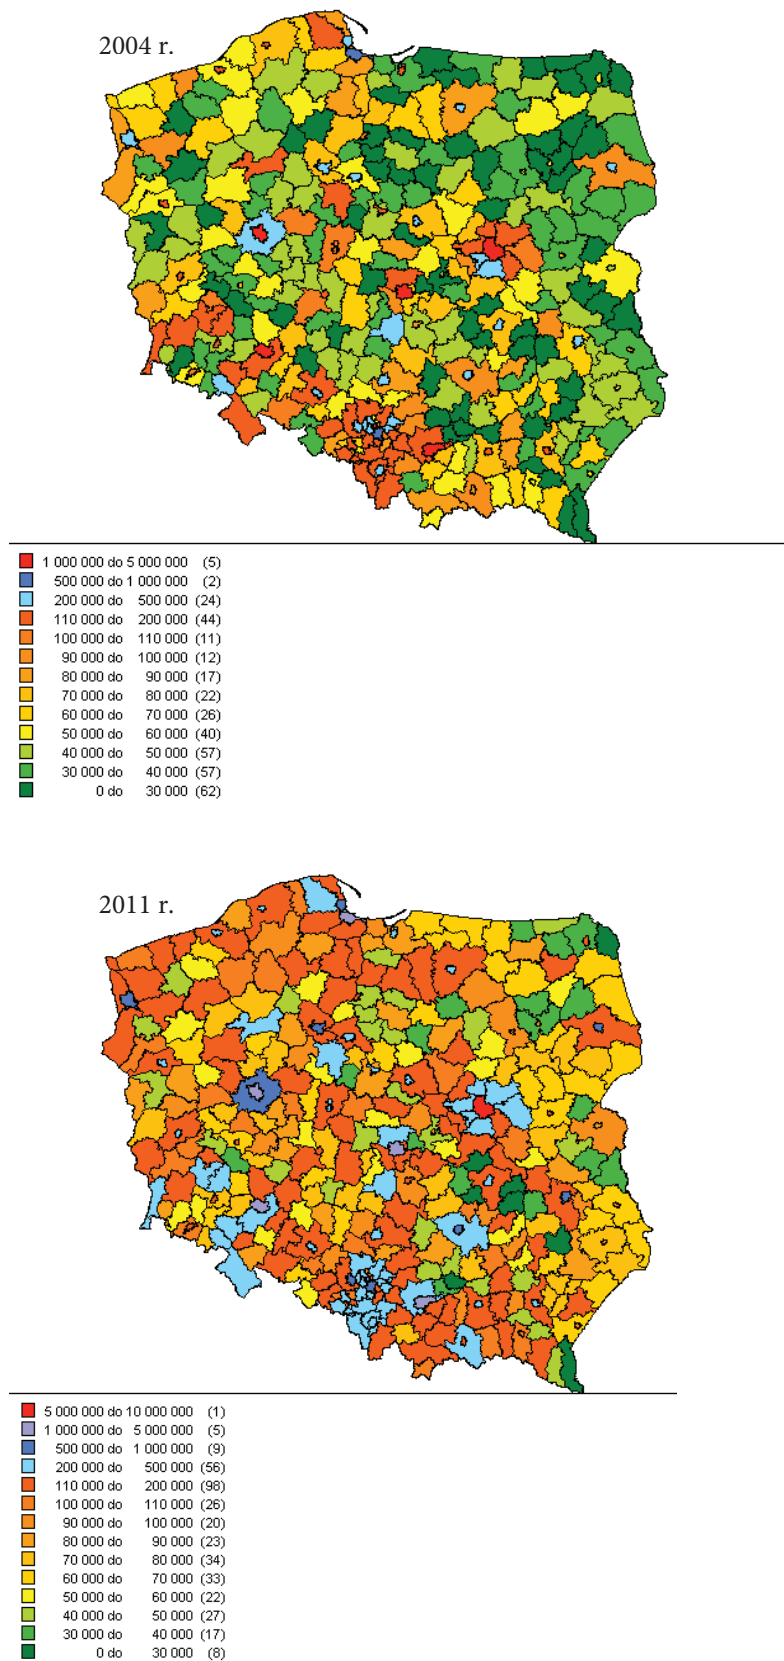 2004 r.
1 000 000 do 5 000 000 (5)
500 000 do 1 000 000 (2)
200 000 do 500 000 (24)
110 000 do 200 000 (44)
100 000 do 110 000 (11)
90 000 do 100 000 (12)
80 000 do 90 000 (17)
70 000 do 80 000 (22)
60 000 do 70 000 (26)
50 000 do 60 000 (40)
40 000 do 50 000 (57)
30 000 do 40 000 (57)
0 do 30 000 (62)
2011 r.
5 000 000 do 10 000 000 (1)
1 000 000 do 5 000 000 (5)
500 000 do 1 000 000 (9)
200 000 do 500 000 (56)
110 000 do 200 000 (98)
100 000 do 110 000 (26)
90 000 do 100 000 (20)
80 000 do 90 000 (23)
70 000 do 80 000 (34)
60 000 do 70 000 (33)
50 000 do 60 000 (22)
40 000 do 50 000 (27)
30 000 do 40 000 (17)
0 do 30 000 (8)